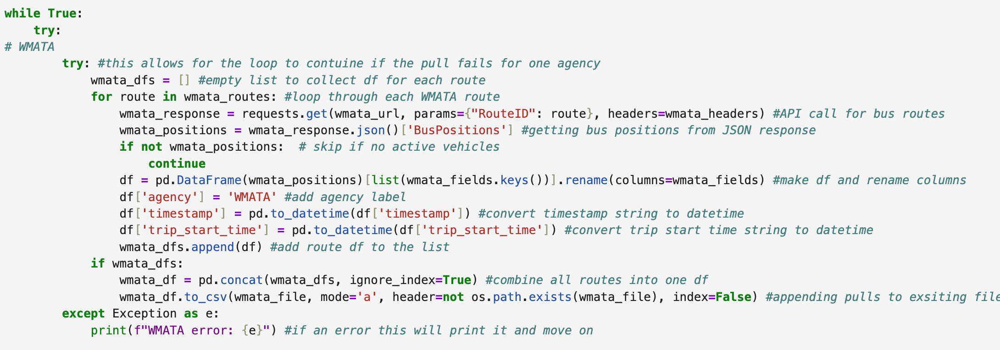 while True:
    try:
# WMATA
        try: #this allows for the loop to contuine if the pull fails for one agency
            wmata_dfs = [] #empty list to collect df for each route
            for route in wmata_routes: #loop through each WMATA route
                wmata_response = requests.get(wmata_url, params={"RouteID": route}, headers=wmata_headers) #API call for bus routes
                wmata_positions = wmata_response.json()['BusPositions'] #getting bus positions from JSON response
                if not wmata_positions:  # skip if no active vehicles
                    continue
                df = pd.DataFrame(wmata_positions)[list(wmata_fields.keys())].rename(columns=wmata_fields) #make df and rename columns
                df['agency'] = 'WMATA' #add agency label
                df['timestamp'] = pd.to_datetime(df['timestamp']) #convert timestamp string to datetime
                df['trip_start_time'] = pd.to_datetime(df['trip_start_time']) #convert trip start time string to datetime
                wmata_dfs.append(df) #add route df to the list
            if wmata_dfs:
                wmata_df = pd.concat(wmata_dfs, ignore_index=True) #combine all routes into one df
                wmata_df.to_csv(wmata_file, mode='a', header=not os.path.exists(wmata_file), index=False) #appending pulls to exsiting file
        except Exception as e:
            print(f"WMATA error: {e}") #if an error this will print it and move on